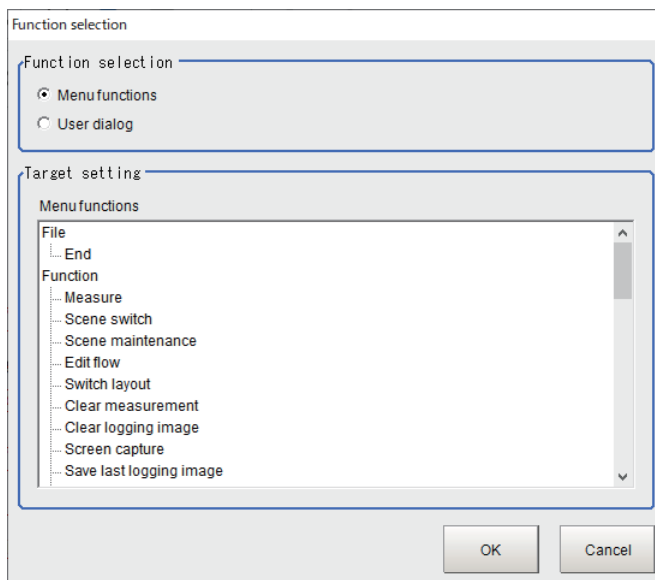 Function selection
Function selection
Menu functions
User dialog
Target setting
Menu functions
File
End
Function
Measure
Scene switch
Scene maintenance
Edit flow
Switch layout
Clear measurement
Clear logging image
Screen capture
Save last logging image
OK Cancel